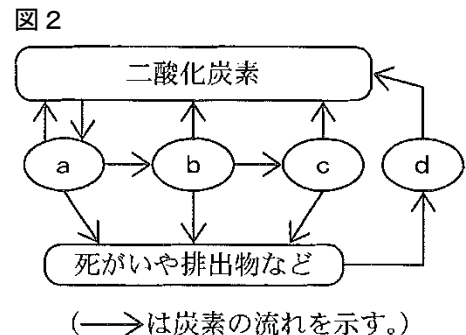 図2
二酸化炭素
a b c d
死がいや排出物など
(→は炭素の流れを示す。)